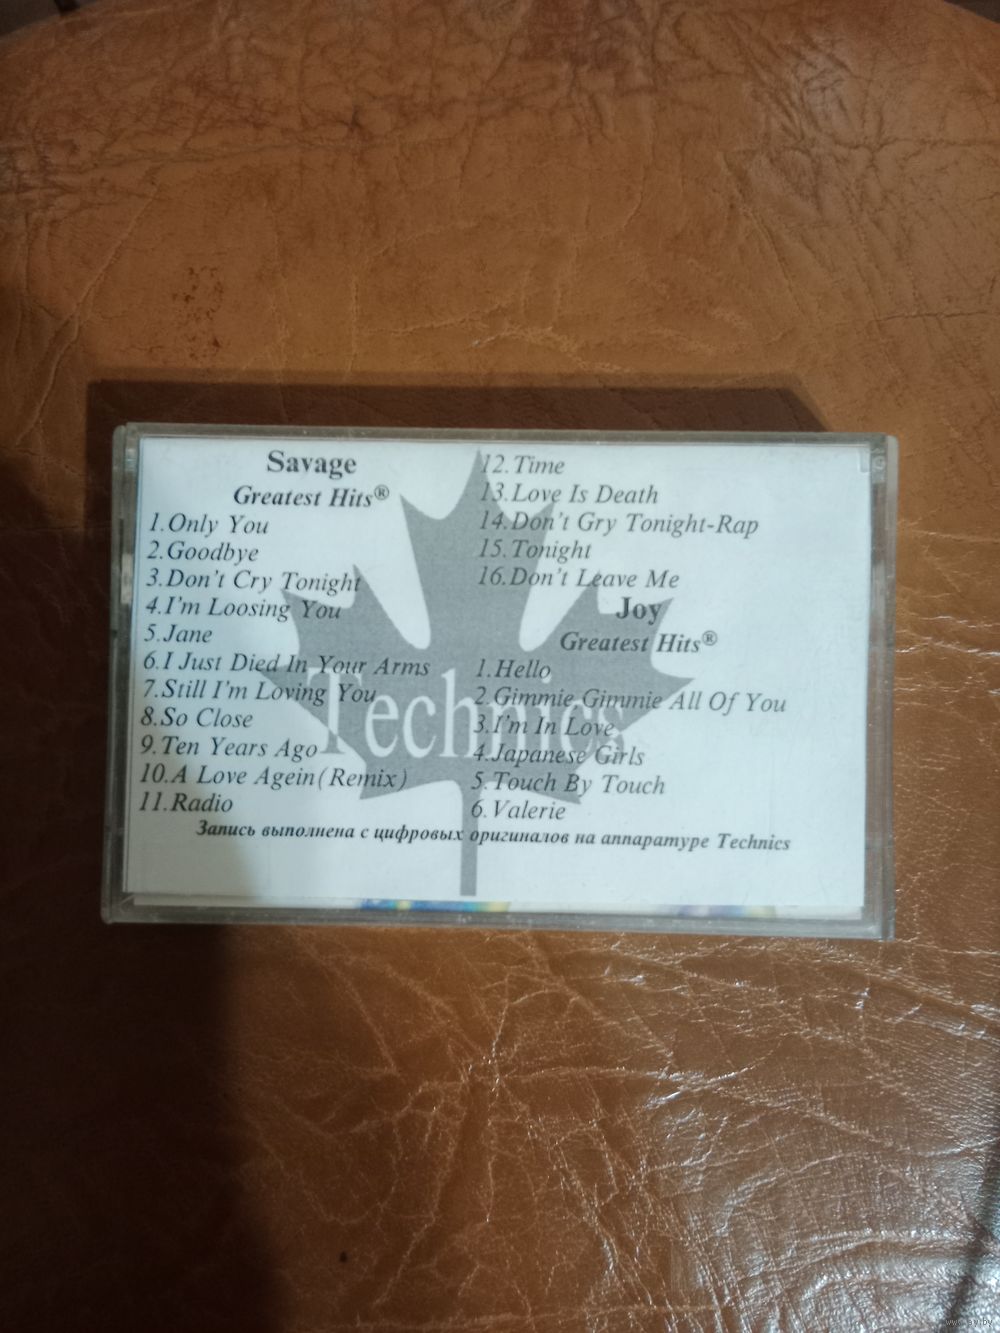 Savage
Greatest Hits®
1.Only You
2.Goodbye
3.Don't Cry Tonight
4.I'm Loosing You
5.Jane
6.I Just Died In Your Arms
7.Still I'm Loving You
8.So Close
9.Ten Years Ago
10.A Love Agein(Remix)
11.Radio
12.Time
13.Love Is Death
14.Don't Gry Tonight-Rap
15.Tonight
16.Don't Leave Me
Joy
Greatest Hits®
1.Hello
2.Gimmie Gimmie All Of You
3.I'm In Love
4.Japanese Girls
5.Touch By Touch
6.Valerie
Technics
Запись выполнена с цифровых оригиналов на аппаратуре Technics